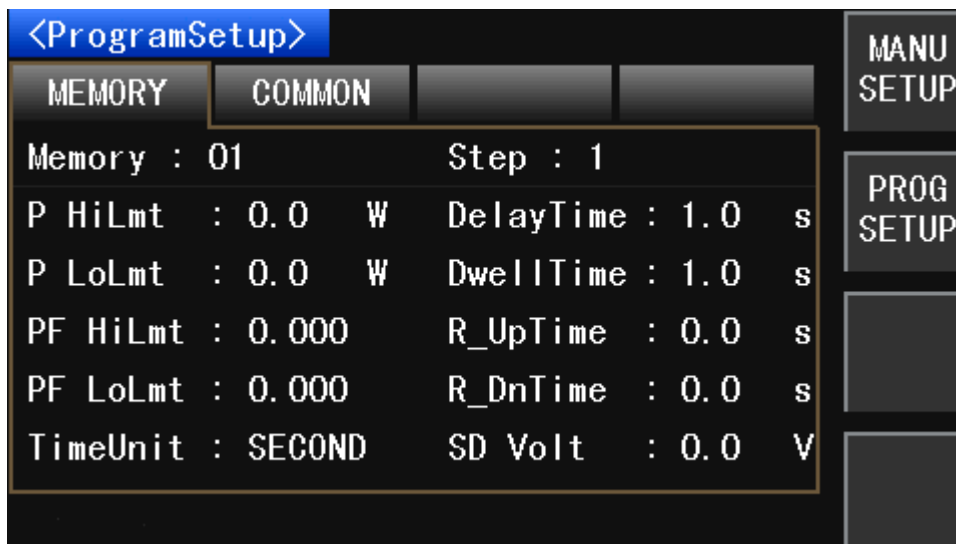 <ProgramSetup>
MEMORY COMMON
Memory : 01 Step : 1
P HiLmt : 0.0 W DelayTime : 1.0 s
P LoLmt : 0.0 W DwellTime : 1.0 s
PF HiLmt : 0.000 R_UpTime : 0.0 s
PF LoLmt : 0.000 R_DnTime : 0.0 s
TimeUnit : SECOND SD Volt : 0.0 V
MANU
SETUP
PROG
SETUP